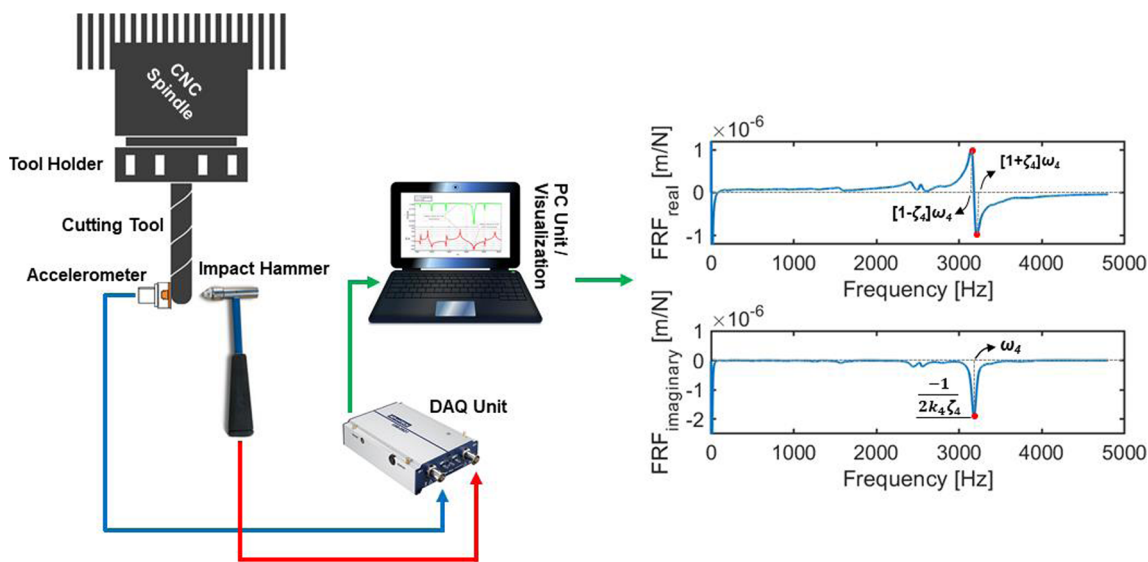 CNC
Spindle
Tool Holder
Cutting Tool
Accelerometer
Impact Hammer
PC Unit /
Visualization
DAQ Unit
×10⁻⁶
FRF_real [m/N]
1
0
-1
[1+ζ₄]ω₄
[1-ζ₄]ω₄
0 1000 2000 3000 4000 5000
Frequency [Hz]
×10⁻⁶
FRF_imaginary [m/N]
0
-1
-2
ω₄
-1
2k₄ζ₄
0 1000 2000 3000 4000 5000
Frequency [Hz]